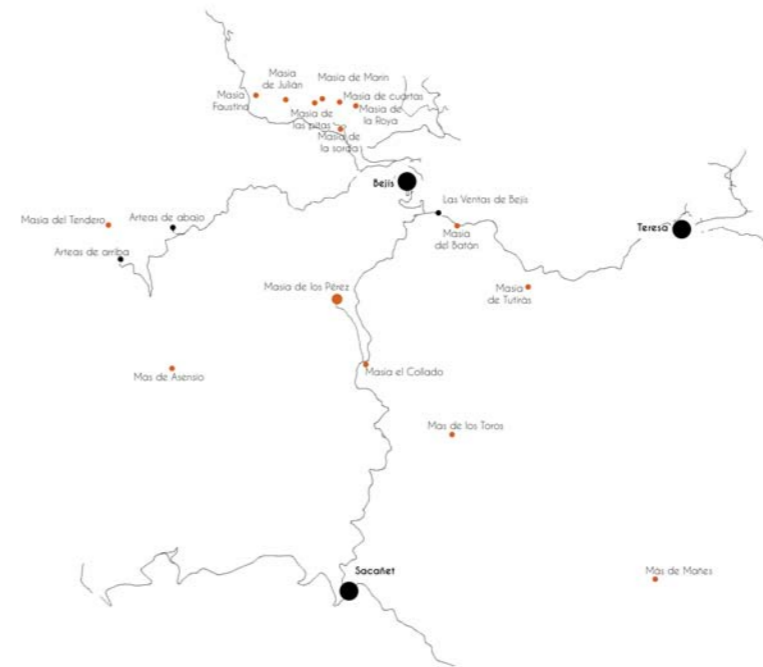 Masia
de Julián
Masia de Marin
Masia
Faustina
Masia de cuartas
Masia de
las pitas
Masia de
la Roya
Masia de
la sorda
Bejís
Las Ventas de Bejís
Masia del Tendero
Arteas de abajo
Masia
del Batán
Teresa
Arteas de arriba
Masia de los Pérez
Masia
de Tutirás
Masia el Collado
Mas de Asensio
Mas de los Toros
Sacañet
Màs de Mañes